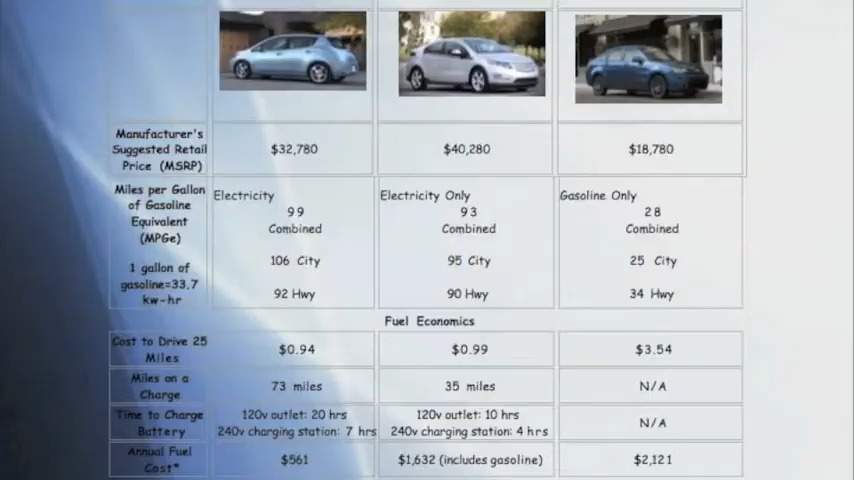 Manufacturer's
Suggested Retail
Price (MSRP)
$32,780
$40,280
$18,780
Miles per Gallon
of Gasoline
Equivalent
(MPGe)
1 gallon of
gasoline=33.7
kw-hr
Electricity
99
Combined
106 City
92 Hwy
Electricity Only
93
Combined
95 City
90 Hwy
Gasoline Only
28
Combined
25 City
34 Hwy
Fuel Economics
Cost to Drive 25
Miles
$0.94
$0.99
$3.54
Miles on a
Charge
73 miles
35 miles
N/A
Time to Charge
Battery
120v outlet: 20 hrs
240v charging station: 7 hrs
120v outlet: 10 hrs
240v charging station: 4 hrs
N/A
Annual Fuel
Cost*
$561
$1,632 (includes gasoline)
$2,121